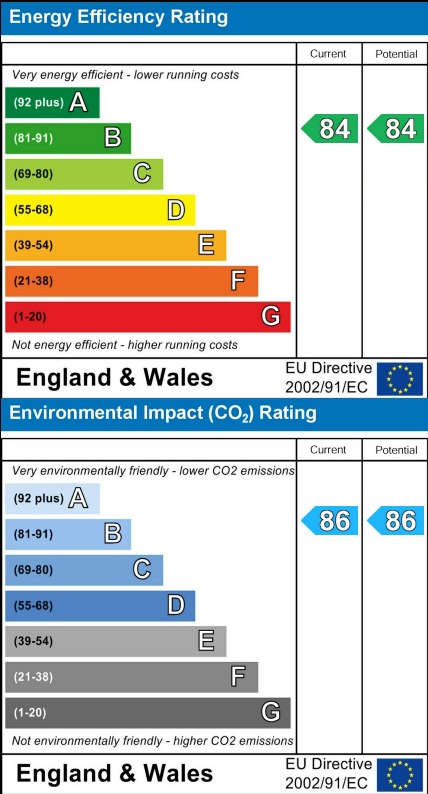 Energy Efficiency Rating
Current Potential
Very energy efficient - lower running costs
(92 plus) A
(81-91) B
84 84
(69-80) C
(55-68) D
(39-54) E
(21-38) F
(1-20) G
Not energy efficient - higher running costs
England & Wales
EU Directive
2002/91/EC
Environmental Impact (CO₂) Rating
Current Potential
Very environmentally friendly - lower CO2 emissions
(92 plus) A
(81-91) B
86 86
(69-80) C
(55-68) D
(39-54) E
(21-38) F
(1-20) G
Not environmentally friendly - higher CO2 emissions
England & Wales
EU Directive
2002/91/EC